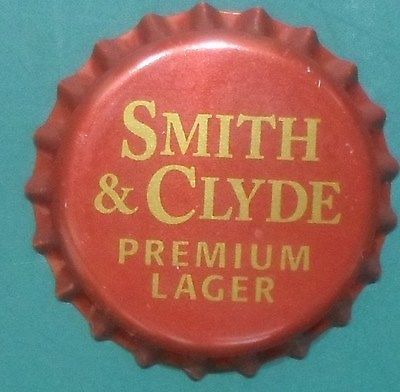 SMITH
& CLYDE
PREMIUM
LAGER